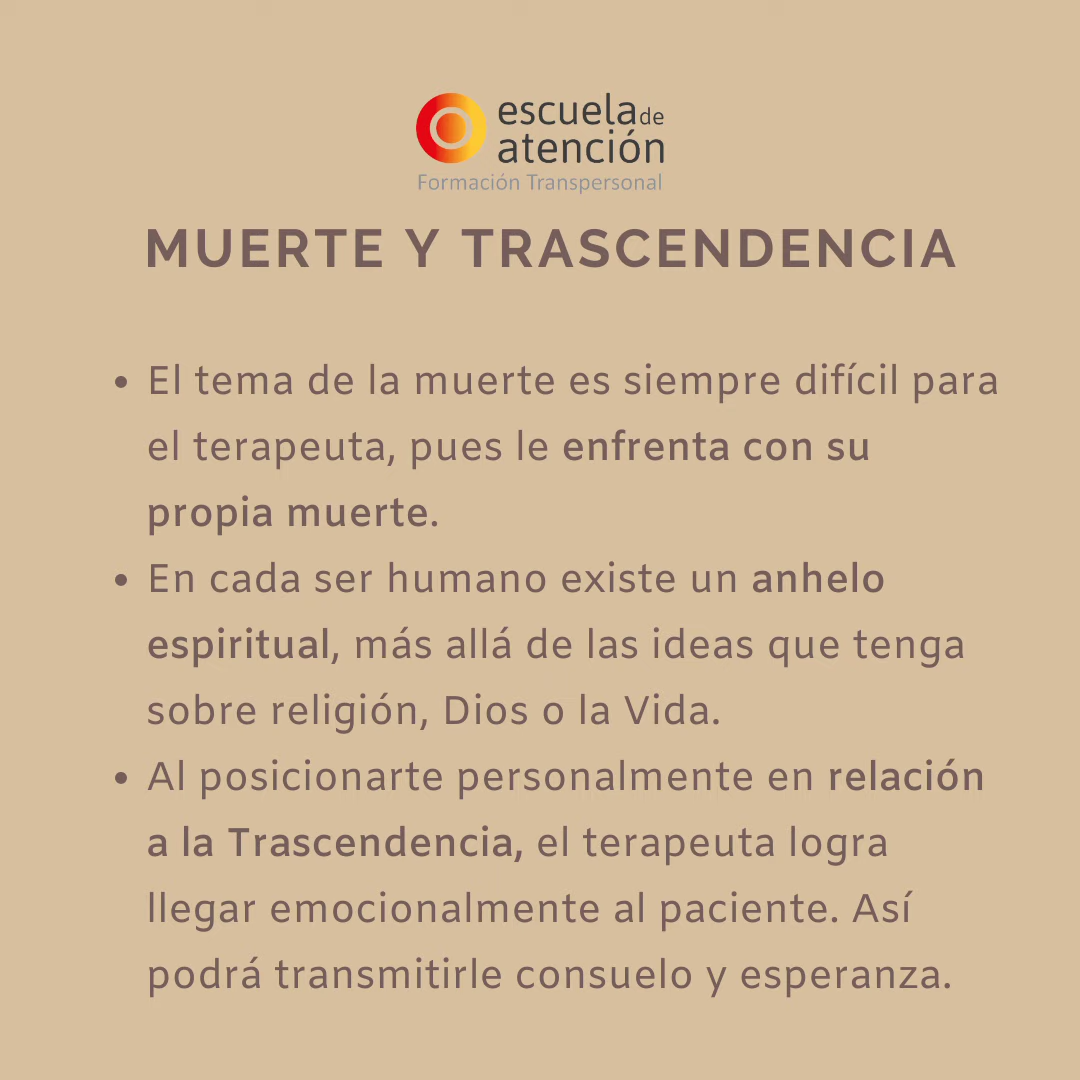 escuela de
atención
Formación Transpersonal
MUERTE Y TRASCENDENCIA
• El tema de la muerte es siempre difícil para
el terapeuta, pues le enfrenta con su
propia muerte.
• En cada ser humano existe un anhelo
espiritual, más allá de las ideas que tenga
sobre religión, Dios o la Vida.
• Al posicionarte personalmente en relación
a la Trascendencia, el terapeuta logra
llegar emocionalmente al paciente. Así
podrá transmitirle consuelo y esperanza.